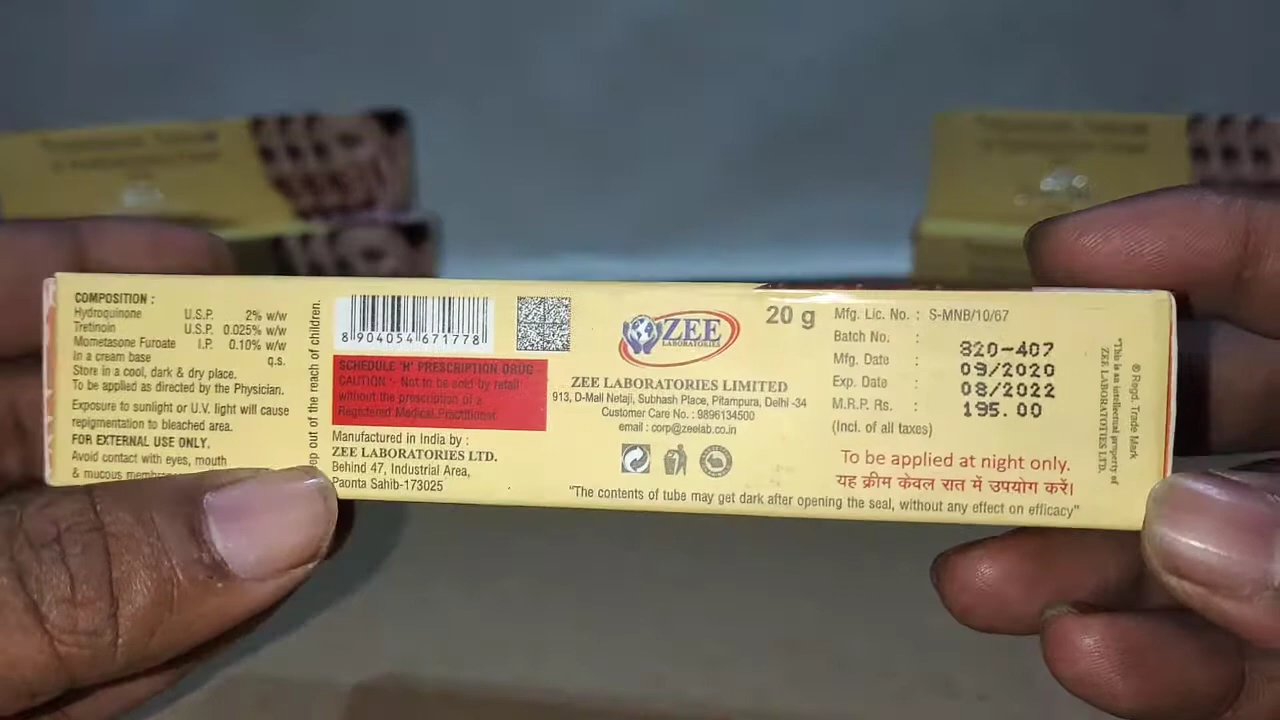 COMPOSITION :
Hydroquinone U.S.P. 2% w/w
Tretinoin U.S.P. 0.025% w/w
Mometasone Furoate I.P. 0.10% w/w
In a cream base q.s.
Store in a cool, dark & dry place.
To be applied as directed by the Physician.
Exposure to sunlight or U.V. light will cause
repigmentation to bleached area.
FOR EXTERNAL USE ONLY.
Avoid contact with eyes, mouth
& mucous
out of the reach of children.
8 904054 671778
SCHEDULE 'H' PRESCRIPTION DRUG -
CAUTION :- Not to be sold by retail
without the prescription of a
Registered Medical Practitioner.
Manufactured in India by :
ZEE LABORATORIES LTD.
Behind 47, Industrial Area,
Paonta Sahib-173025
ZEE
LABORATORIES
20 g
ZEE LABORATORIES LIMITED
913, D-Mall Netaji, Subhash Place, Pitampura, Delhi -34
Customer Care No. : 9896134500
email : corp@zeelab.co.in
Mfg. Lic. No. : S-MNB/10/67
Batch No. : 820-407
Mfg. Date : 09/2020
Exp. Date : 08/2022
M.R.P. Rs. : 195.00
(Incl. of all taxes)
To be applied at night only.
यह क्रीम केवल रात में उपयोग करें।
"The contents of tube may get dark after opening the seal, without any effect on efficacy"
® Regd. Trade Mark
"This is an intellectual property of
ZEE LABORATOTIES LTD.